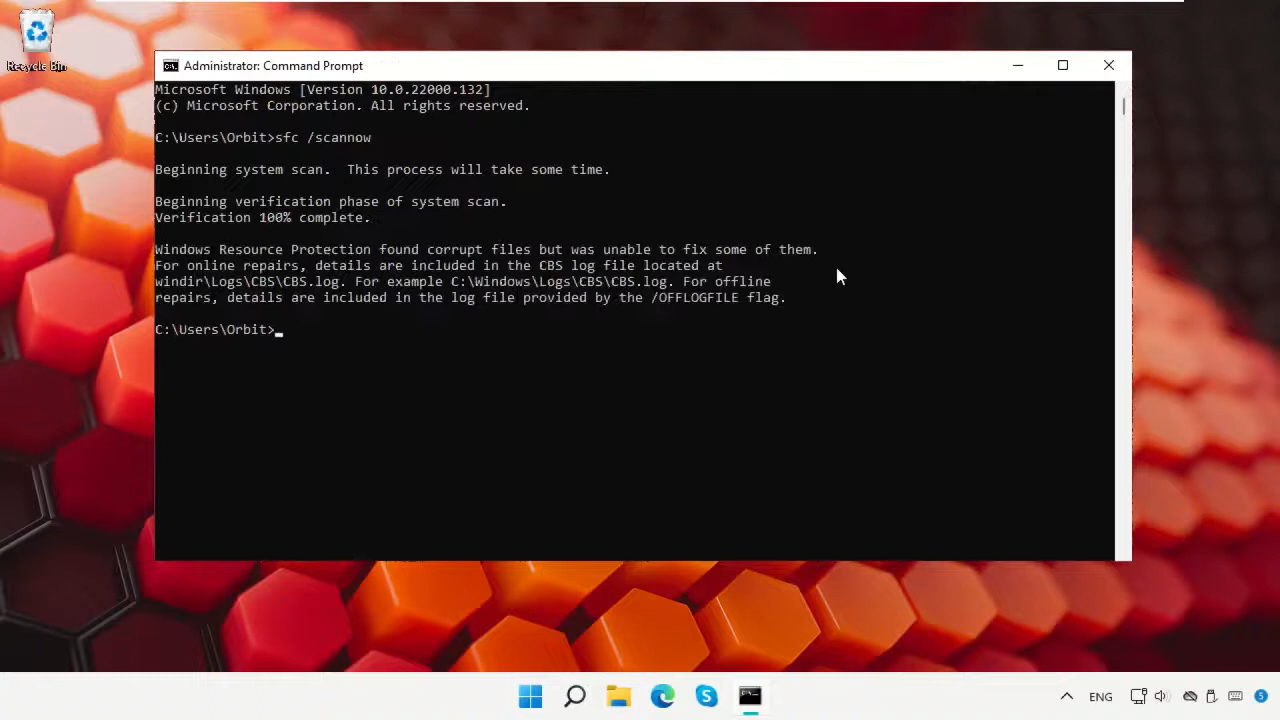 Recycle Bin
Administrator: Command Prompt
Microsoft Windows [Version 10.0.22000.132]
(c) Microsoft Corporation. All rights reserved.
C:\Users\Orbit>sfc /scannow
Beginning system scan.  This process will take some time.
Beginning verification phase of system scan.
Verification 100% complete.
Windows Resource Protection found corrupt files but was unable to fix some of them.
For online repairs, details are included in the CBS log file located at
windir\Logs\CBS\CBS.log. For example C:\Windows\Logs\CBS\CBS.log. For offline
repairs, details are included in the log file provided by the /OFFLOGFILE flag.
C:\Users\Orbit>
ENG
5